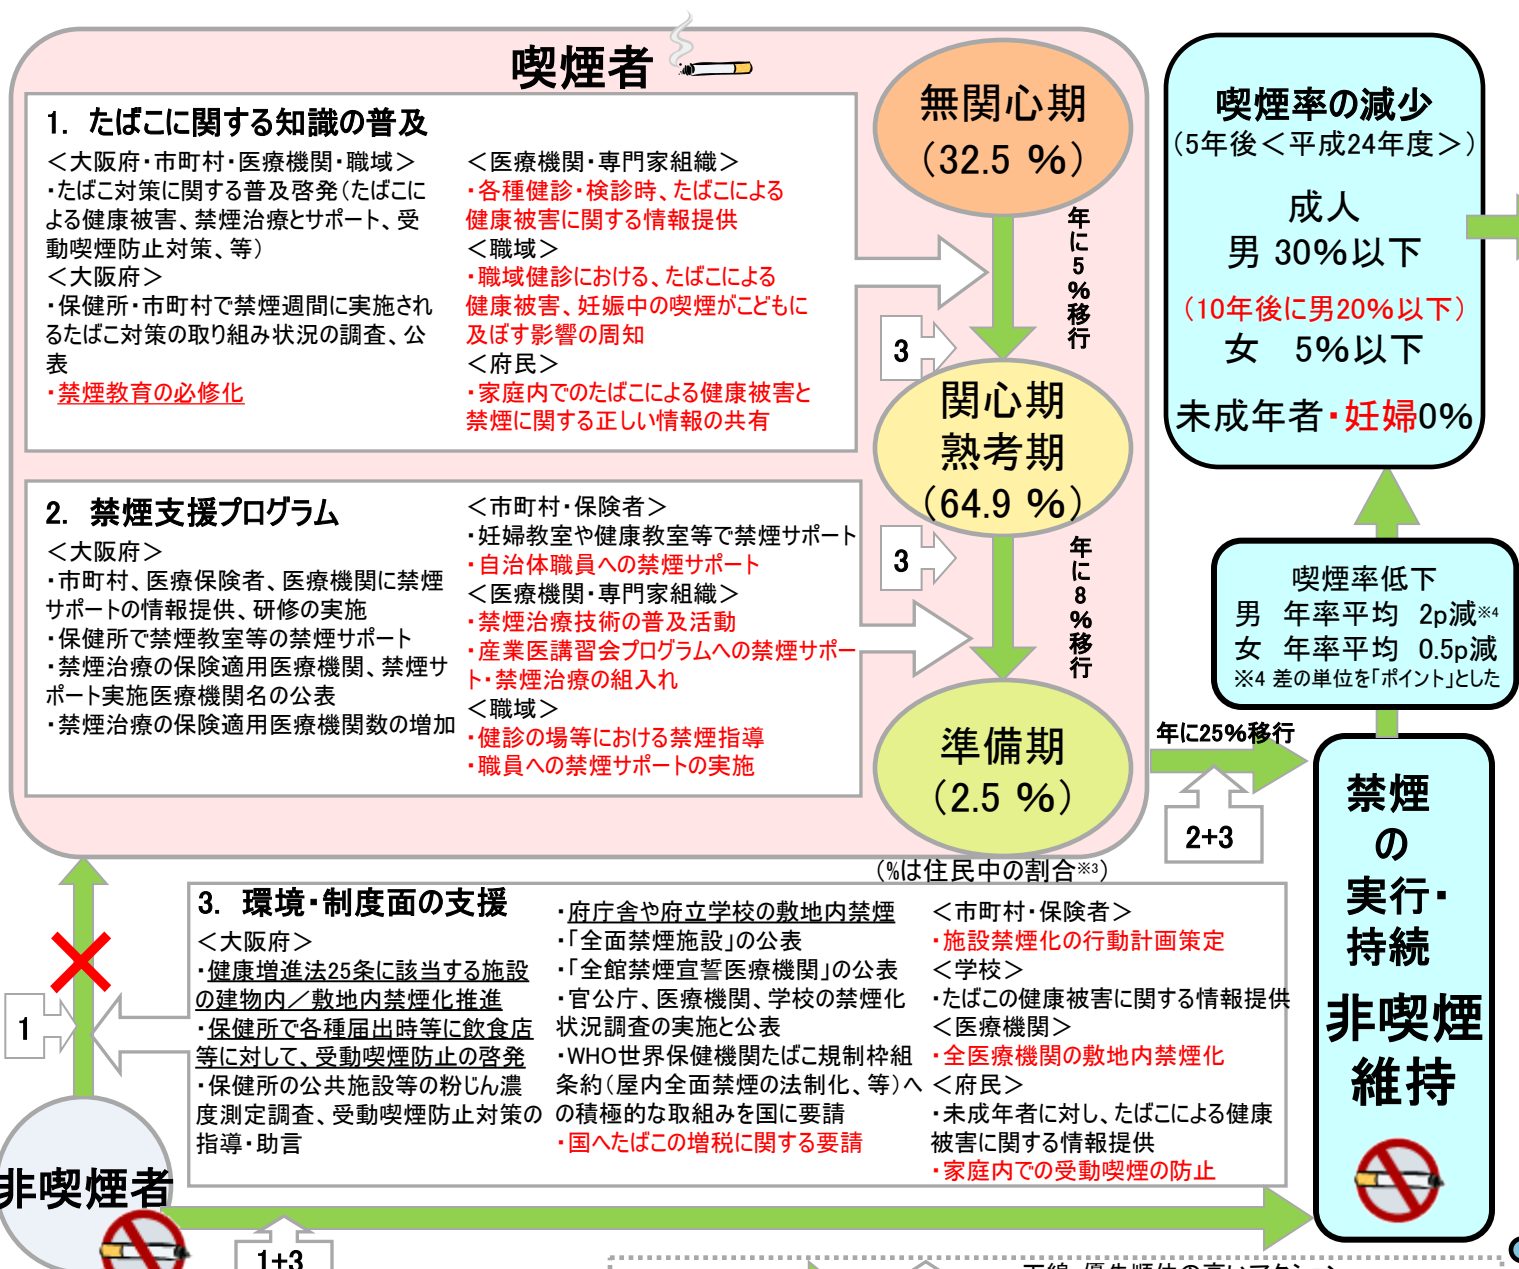 喫煙者
1. たばこに関する知識の普及
＜大阪府・市町村・医療機関・職域＞
・たばこ対策に関する普及啓発（たばこに
よる健康被害、禁煙治療とサポート、受
動喫煙防止対策、等）
＜大阪府＞
・保健所・市町村で禁煙週間に実施され
るたばこ対策の取り組み状況の調査、公
表
・禁煙教育の必修化
＜医療機関・専門家組織＞
・各種健診・検診時、たばこによる
健康被害に関する情報提供
＜職域＞
・職域健診における、たばこによる
健康被害、妊娠中の喫煙がこどもに
及ぼす影響の周知
＜府民＞
・家庭内でのたばこによる健康被害と
禁煙に関する正しい情報の共有
2. 禁煙支援プログラム
＜大阪府＞
・市町村、医療保険者、医療機関に禁煙
サポートの情報提供、研修の実施
・保健所で禁煙教室等の禁煙サポート
・禁煙治療の保険適用医療機関、禁煙サ
ポート実施医療機関名の公表
・禁煙治療の保険適用医療機関数の増加
＜市町村・保険者＞
・妊婦教室や健康教室等で禁煙サポート
・自治体職員への禁煙サポート
＜医療機関・専門家組織＞
・禁煙治療技術の普及活動
・産業医講習会プログラムへの禁煙サポー
ト・禁煙治療の組入れ
＜職域＞
・健診の場等における禁煙指導
・職員への禁煙サポートの実施
無関心期
（32.5 %）
年に5%移行
3
関心期
熟考期
（64.9 %）
3
年に8%移行
準備期
（2.5 %）
（%は住民中の割合※3）
年に25%移行
2+3
喫煙率の減少
（5年後＜平成24年度＞）
成人
男 30%以下
（10年後に男20%以下）
女 5%以下
未成年者・妊婦0%
喫煙率低下
男 年率平均 2p減※4
女 年率平均 0.5p減
※4 差の単位を「ポイント」とした
禁煙
の
実行・
持続
非喫煙
維持
3. 環境・制度面の支援
＜大阪府＞
・健康増進法25条に該当する施設
の建物内／敷地内禁煙化推進
・保健所で各種届出時等に飲食店
等に対して、受動喫煙防止の啓発
・保健所の公共施設等の粉じん濃
度測定調査、受動喫煙防止対策の
指導・助言
・府庁舎や府立学校の敷地内禁煙
・「全面禁煙施設」の公表
・「全館禁煙宣誓医療機関」の公表
・官公庁、医療機関、学校の禁煙化
状況調査の実施と公表
・WHO世界保健機関たばこ規制枠組
条約（屋内全面禁煙の法制化、等）へ
の積極的な取組みを国に要請
・国へたばこの増税に関する要請
＜市町村・保険者＞
・施設禁煙化の行動計画策定
＜学校＞
・たばこの健康被害に関する情報提供
＜医療機関＞
・全医療機関の敷地内禁煙化
＜府民＞
・未成年者に対し、たばこによる健康
被害に関する情報提供
・家庭内での受動喫煙の防止
1
非喫煙者
1+3
下線：優先順位の高いアクション